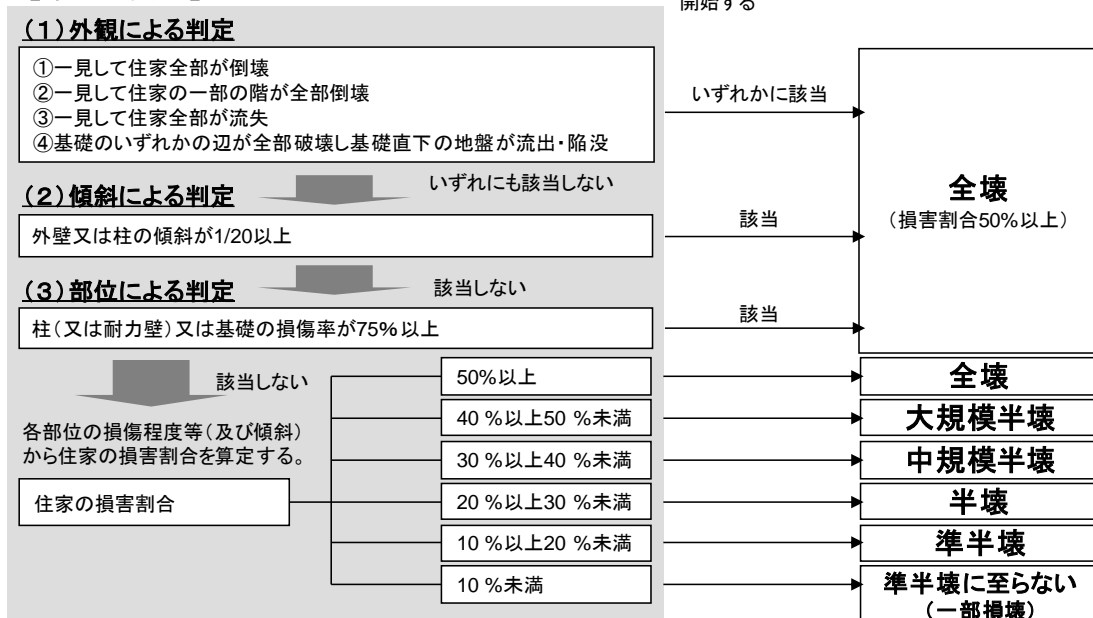 開始する
(1)外観による判定
①一見して住家全部が倒壊
②一見して住家の一部の階が全部倒壊
③一見して住家全部が流失
④基礎のいずれかの辺が全部破壊し基礎直下の地盤が流出・陥没
いずれかに該当
全壊
(損害割合50%以上)
いずれにも該当しない
(2)傾斜による判定
外壁又は柱の傾斜が1/20以上
該当
該当しない
(3)部位による判定
柱(又は耐力壁)又は基礎の損傷率が75%以上
該当
該当しない
各部位の損傷程度等(及び傾斜)
から住家の損害割合を算定する。
住家の損害割合
50%以上
全壊
40 %以上50 %未満
大規模半壊
30 %以上40 %未満
中規模半壊
20 %以上30 %未満
半壊
10 %以上20 %未満
準半壊
10 %未満
準半壊に至らない
(一部損壊)